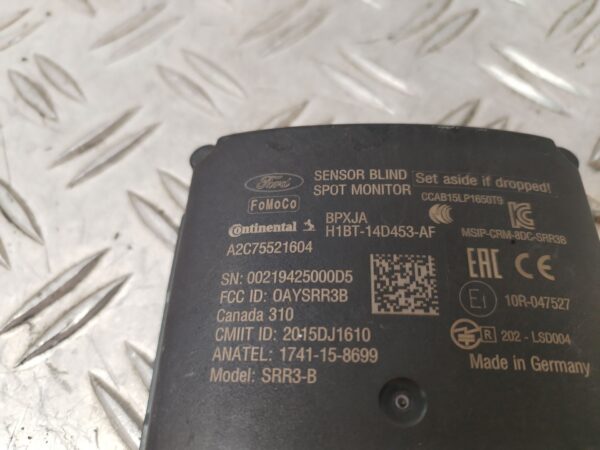 Ford SENSOR BLIND Set aside if dropped!
FoMoCo SPOT MONITOR CCAB15LP1650T9
Continental BPXJA
H1BT-14D453-AF MSIP-CRM-8DC-SRR3B
A2C75521604
SN: 00219425000D5 EAC CE
FCC ID: OAYSRR3B E1 10R-047527
Canada 310
CMIIT ID: 2015DJ1610 R 202 - LSD004
ANATEL: 1741-15-8699 Made in Germany
Model: SRR3-B